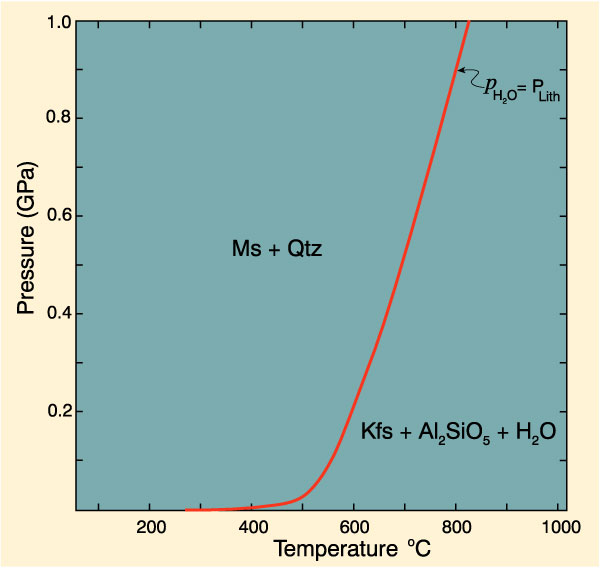 1.0
0.8
0.6
0.4
0.2
Pressure (GPa)
pH₂O = PLith
Ms + Qtz
Kfs + Al₂SiO₅ + H₂O
200 400 600 800 1000
Temperature °C